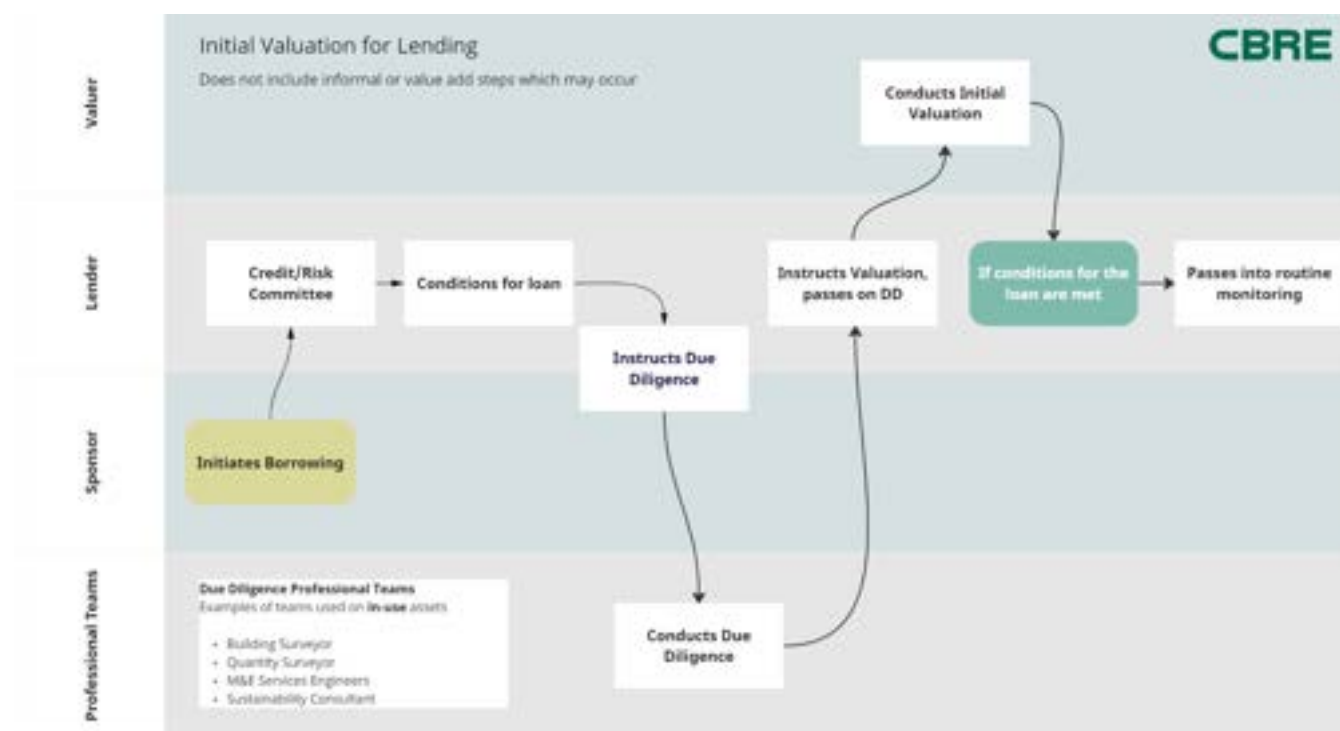 Initial Valuation for Lending
Does not include informal or value add steps which may occur
CBRE
Valuer
Conducts Initial
Valuation
Lender
Credit/Risk
Committee
Conditions for loan
Instructs Due
Diligence
Instructs Valuation,
passes on DD
If conditions for the
loan are met
Passes into routine
monitoring
Sponsor
Initiates Borrowing
Professional Teams
Due Diligence Professional Teams
Examples of teams used on in-use assets
• Building Surveyor
• Quantity Surveyor
• M&E Services Engineers
• Sustainability Consultant
Conducts Due
Diligence